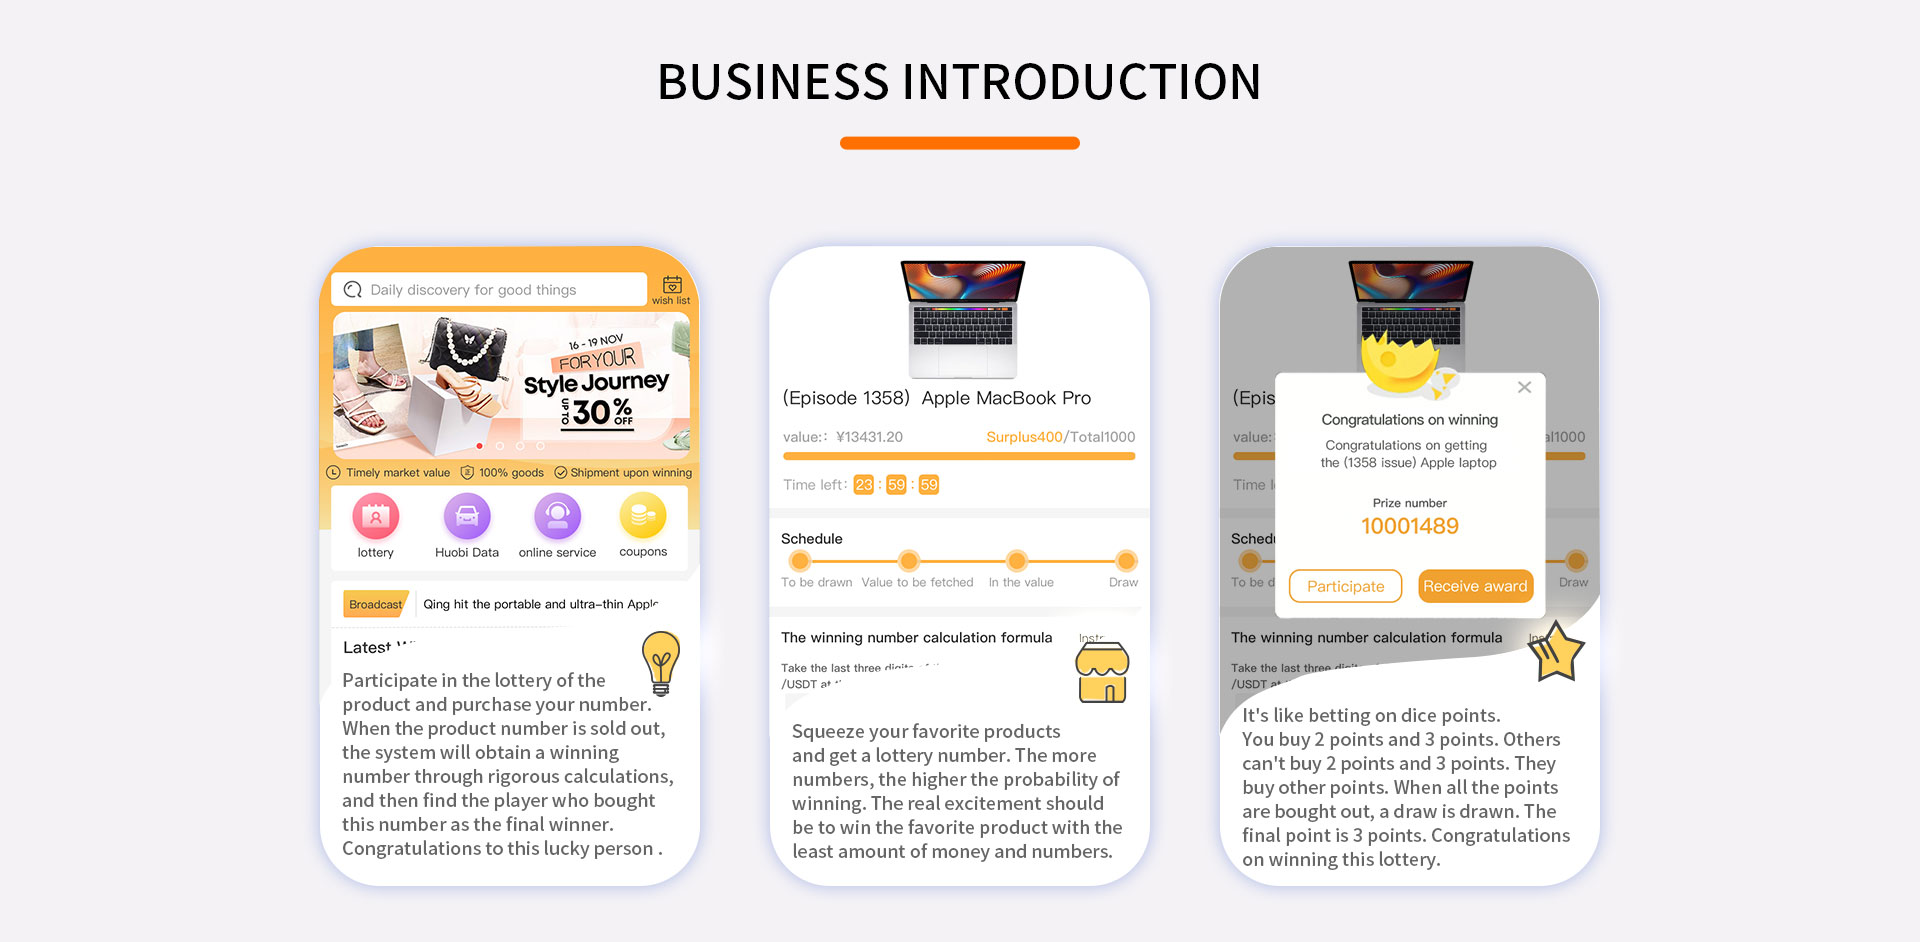 BUSINESS INTRODUCTION
Daily discovery for good things
wish list
16 - 19 NOV
FOR YOUR
Style Journey
UP TO 30% OFF
Timely market value 100% goods Shipment upon winning
lottery Huobi Data online service coupons
Broadcast Qing hit the portable and ultra-thin Apple
Latest
Participate in the lottery of the
product and purchase your number.
When the product number is sold out,
the system will obtain a winning
number through rigorous calculations,
and then find the player who bought
this number as the final winner.
Congratulations to this lucky person .
(Episode 1358) Apple MacBook Pro
value:: ¥13431.20 Surplus400/Total1000
Time left: 23 : 59 : 59
Schedule
To be drawn Value to be fetched In the value Draw
The winning number calculation formula
Take the last three digits
/USDT at
Squeeze your favorite products
and get a lottery number. The more
numbers, the higher the probability of
winning. The real excitement should
be to win the favorite product with the
least amount of money and numbers.
(Epis
value: al1000
Time l
Congratulations on winning
Congratulations on getting
the (1358 issue) Apple laptop
Prize number
10001489
Participate Receive award
Schedu
To be d Draw
The winning number calculation formula
Take the last three digits
/USDT at
It's like betting on dice points.
You buy 2 points and 3 points. Others
can't buy 2 points and 3 points. They
buy other points. When all the points
are bought out, a draw is drawn. The
final point is 3 points. Congratulations
on winning this lottery.